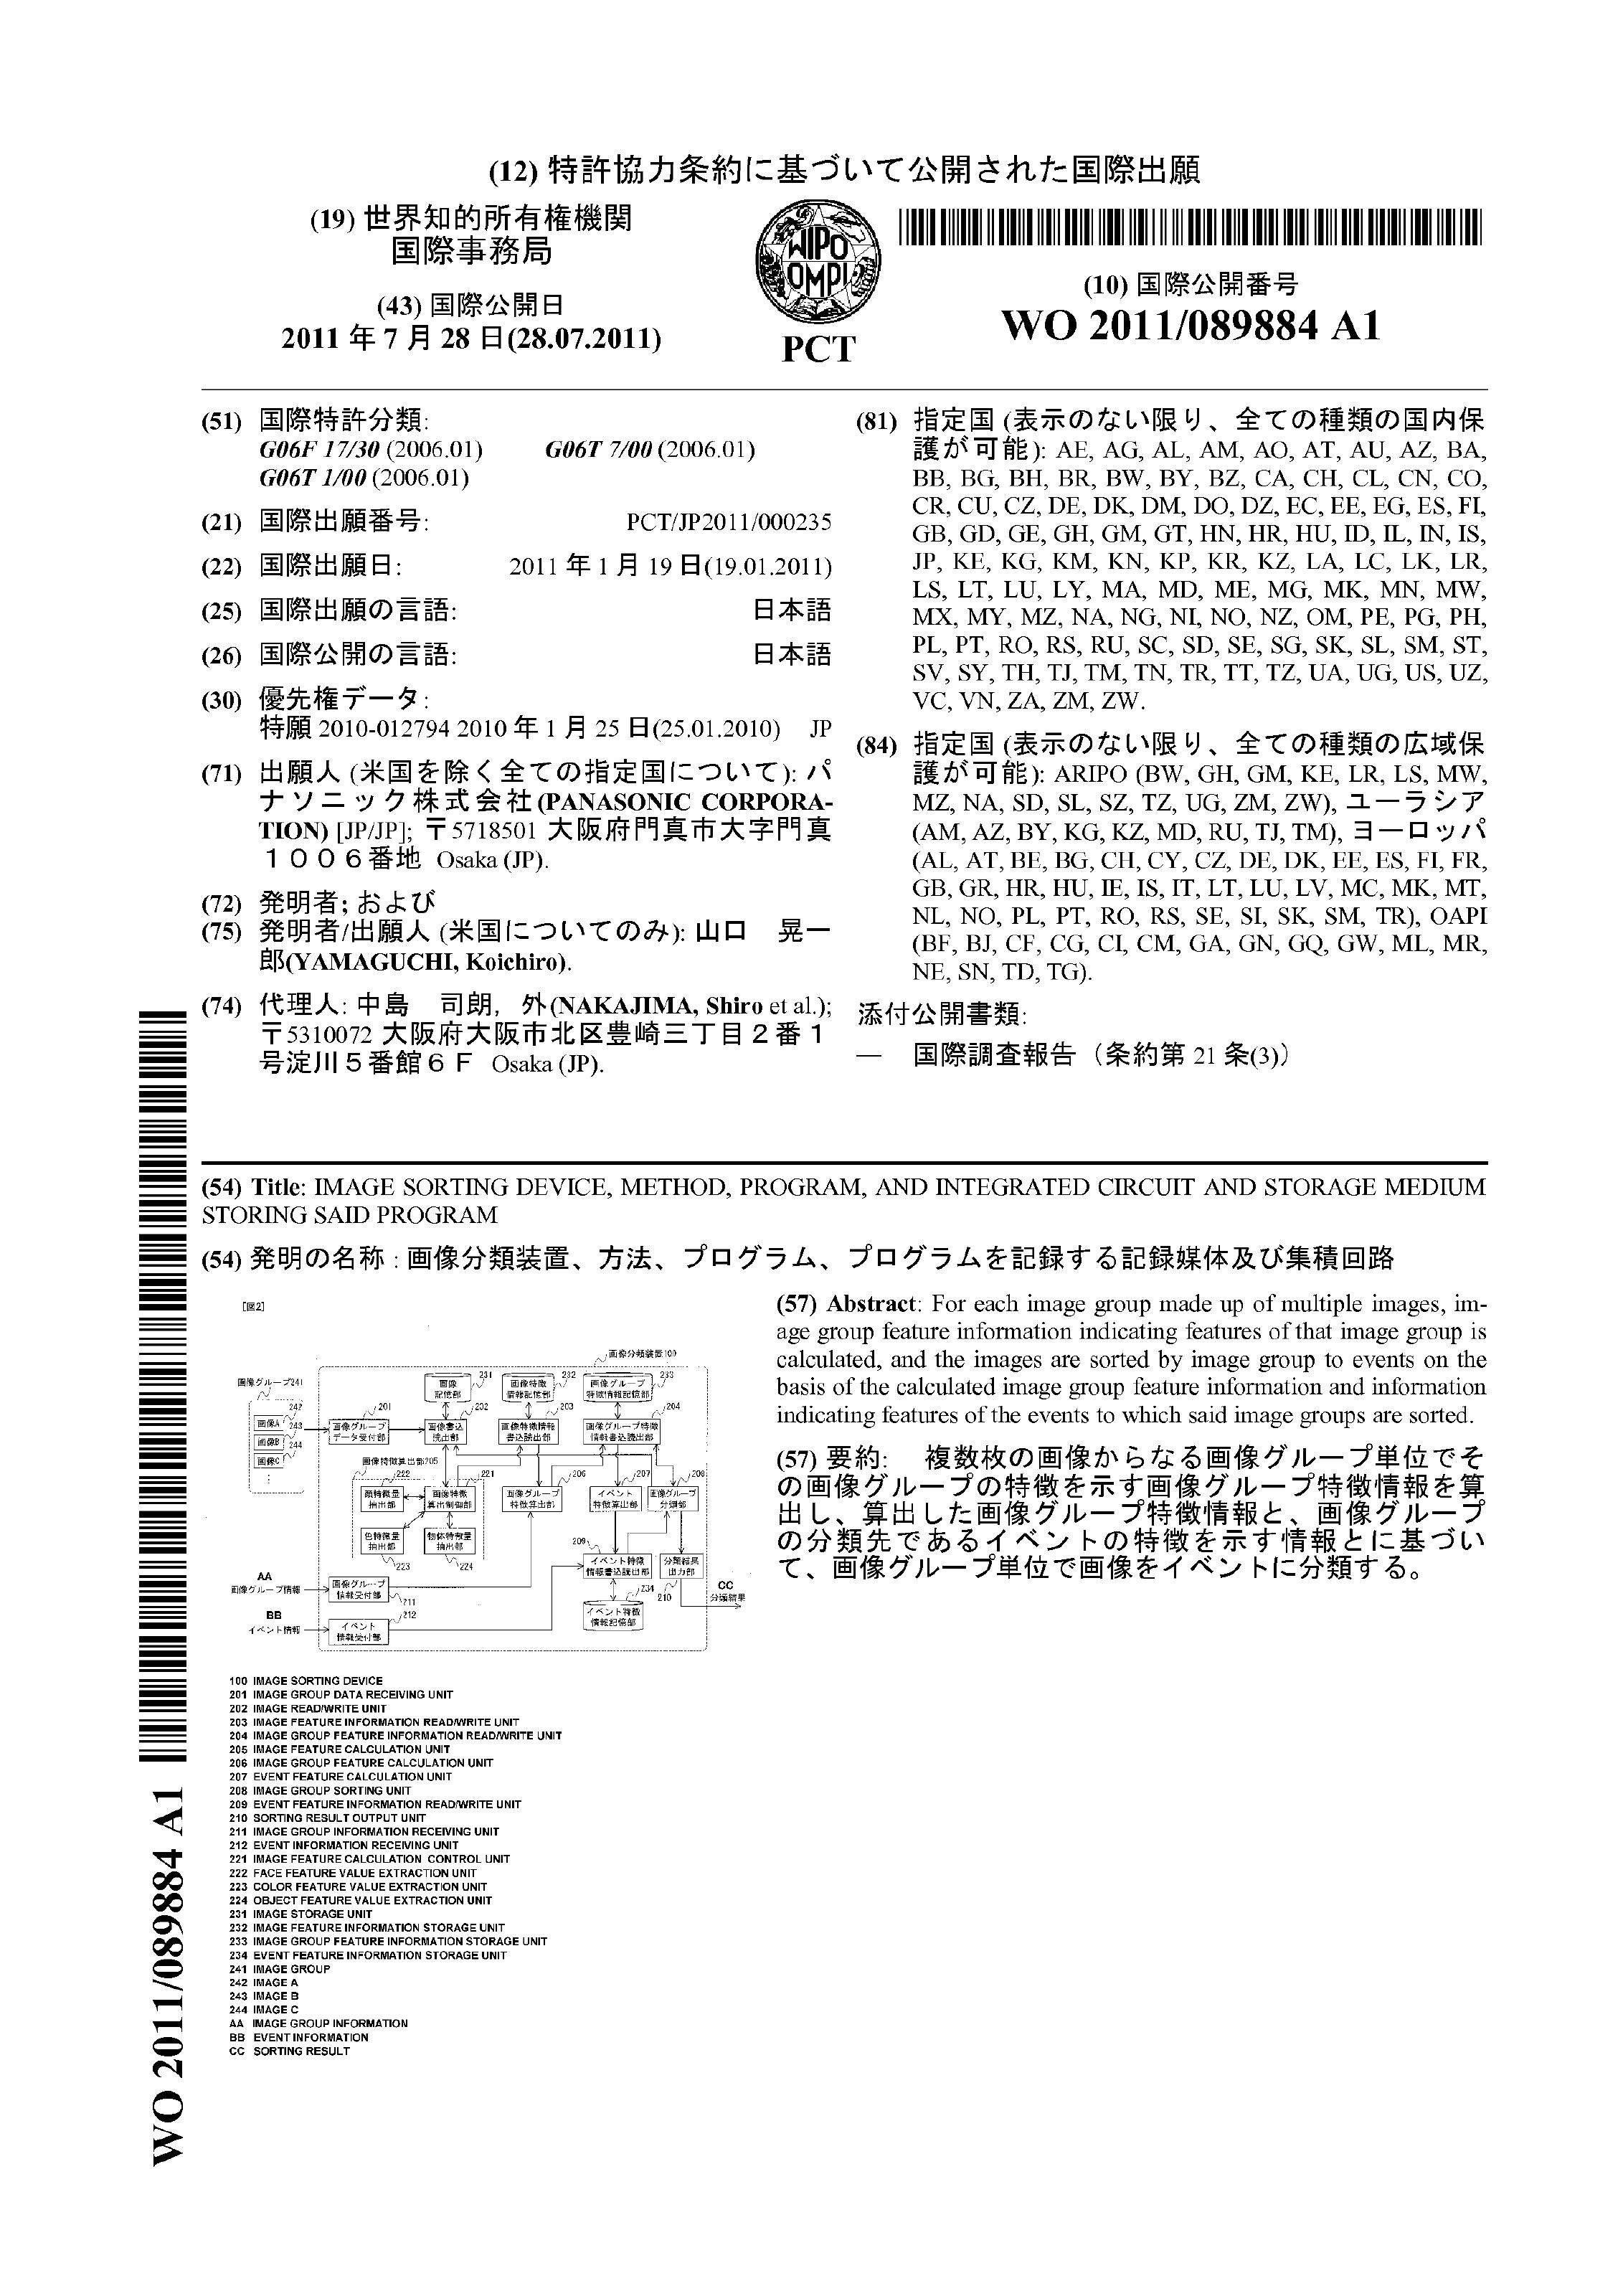 (12) 特許協力条約に基づいて公開された国際出願
(19) 世界知的所有権機関
国際事務局
(43) 国際公開日
2011 年 7 月 28 日(28.07.2011)
WIPO
OMPI
PCT
(10) 国際公開番号
WO 2011/089884 A1
(51) 国際特許分類:
G06F 17/30 (2006.01) G06T 7/00 (2006.01)
G06T 1/00 (2006.01)
(21) 国際出願番号: PCT/JP2011/000235
(22) 国際出願日: 2011 年 1 月 19 日(19.01.2011)
(25) 国際出願の言語: 日本語
(26) 国際公開の言語: 日本語
(30) 優先権データ:
特願 2010-012794 2010 年 1 月 25 日(25.01.2010) JP
(71) 出願人 (米国を除く全ての指定国について): パ
ナソニック株式会社(PANASONIC CORPORA-
TION) [JP/JP]; 〒5718501 大阪府門真市大字門真
1006番地 Osaka (JP).
(72) 発明者; および
(75) 発明者/出願人 (米国についてのみ): 山口 晃一
郎(YAMAGUCHI, Koichiro).
(74) 代理人: 中島 司朗, 外(NAKAJIMA, Shiro et al.);
〒5310072 大阪府大阪市北区豊崎三丁目2番1
号淀川5番館6F Osaka (JP).
(81) 指定国 (表示のない限り、全ての種類の国内保
護が可能): AE, AG, AL, AM, AO, AT, AU, AZ, BA,
BB, BG, BH, BR, BW, BY, BZ, CA, CH, CL, CN, CO,
CR, CU, CZ, DE, DK, DM, DO, DZ, EC, EE, EG, ES, FI,
GB, GD, GE, GH, GM, GT, HN, HR, HU, ID, IL, IN, IS,
JP, KE, KG, KM, KN, KP, KR, KZ, LA, LC, LK, LR,
LS, LT, LU, LY, MA, MD, ME, MG, MK, MN, MW,
MX, MY, MZ, NA, NG, NI, NO, NZ, OM, PE, PG, PH,
PL, PT, RO, RS, RU, SC, SD, SE, SG, SK, SL, SM, ST,
SV, SY, TH, TJ, TM, TN, TR, TT, TZ, UA, UG, US, UZ,
VC, VN, ZA, ZM, ZW.
(84) 指定国 (表示のない限り、全ての種類の広域保
護が可能): ARIPO (BW, GH, GM, KE, LR, LS, MW,
MZ, NA, SD, SL, SZ, TZ, UG, ZM, ZW), ユーラシア
(AM, AZ, BY, KG, KZ, MD, RU, TJ, TM), ヨーロッパ
(AL, AT, BE, BG, CH, CY, CZ, DE, DK, EE, ES, FI, FR,
GB, GR, HR, HU, IE, IS, IT, LT, LU, LV, MC, MK, MT,
NL, NO, PL, PT, RO, RS, SE, SI, SK, SM, TR), OAPI
(BF, BJ, CF, CG, CI, CM, GA, GN, GQ, GW, ML, MR,
NE, SN, TD, TG).
添付公開書類:
— 国際調査報告 (条約第 21 条(3))
(54) Title: IMAGE SORTING DEVICE, METHOD, PROGRAM, AND INTEGRATED CIRCUIT AND STORAGE MEDIUM
STORING SAID PROGRAM
(54) 発明の名称 : 画像分類装置、方法、プログラム、プログラムを記録する記録媒体及び集積回路
[図2]
画像分類装置100
画像グループ241
242
画像A
243
画像B
244
画像C
画像
記憶部
231
画像特徴
情報記憶部
232
画像グループ
特徴情報記憶部
233
201
画像グループ
データ受付部
202
画像書込
読出部
203
画像特徴情報
書込読出部
204
画像グループ特徴
情報書込読出部
画像特徴算出部205
222
顔特徴量
抽出部
221
画像特徴
算出制御部
206
画像グループ
特徴算出部
207
イベント
特徴算出部
208
画像グループ
分類部
色特徴量
抽出部
223
物体特徴量
抽出部
224
209
イベント特徴
情報書込読出部
分類結果
出力部
210
234
イベント特徴
情報記憶部
AA
画像グループ情報
画像グループ
情報受付部
211
BB
イベント情報
イベント
情報受付部
212
CC
分類結果
100 IMAGE SORTING DEVICE
201 IMAGE GROUP DATA RECEIVING UNIT
202 IMAGE READ/WRITE UNIT
203 IMAGE FEATURE INFORMATION READ/WRITE UNIT
204 IMAGE GROUP FEATURE INFORMATION READ/WRITE UNIT
205 IMAGE FEATURE CALCULATION UNIT
206 IMAGE GROUP FEATURE CALCULATION UNIT
207 EVENT FEATURE CALCULATION UNIT
208 IMAGE GROUP SORTING UNIT
209 EVENT FEATURE INFORMATION READ/WRITE UNIT
210 SORTING RESULT OUTPUT UNIT
211 IMAGE GROUP INFORMATION RECEIVING UNIT
212 EVENT INFORMATION RECEIVING UNIT
221 IMAGE FEATURE CALCULATION CONTROL UNIT
222 FACE FEATURE VALUE EXTRACTION UNIT
223 COLOR FEATURE VALUE EXTRACTION UNIT
224 OBJECT FEATURE VALUE EXTRACTION UNIT
231 IMAGE STORAGE UNIT
232 IMAGE FEATURE INFORMATION STORAGE UNIT
233 IMAGE GROUP FEATURE INFORMATION STORAGE UNIT
234 EVENT FEATURE INFORMATION STORAGE UNIT
241 IMAGE GROUP
242 IMAGE A
243 IMAGE B
244 IMAGE C
AA IMAGE GROUP INFORMATION
BB EVENT INFORMATION
CC SORTING RESULT
(57) Abstract: For each image group made up of multiple images, im-
age group feature information indicating features of that image group is
calculated, and the images are sorted by image group to events on the
basis of the calculated image group feature information and information
indicating features of the events to which said image groups are sorted.
(57) 要約: 複数枚の画像からなる画像グループ単位でそ
の画像グループの特徴を示す画像グループ特徴情報を算
出し、算出した画像グループ特徴情報と、画像グループ
の分類先であるイベントの特徴を示す情報とに基づい
て、画像グループ単位で画像をイベントに分類する。
WO 2011/089884 A1